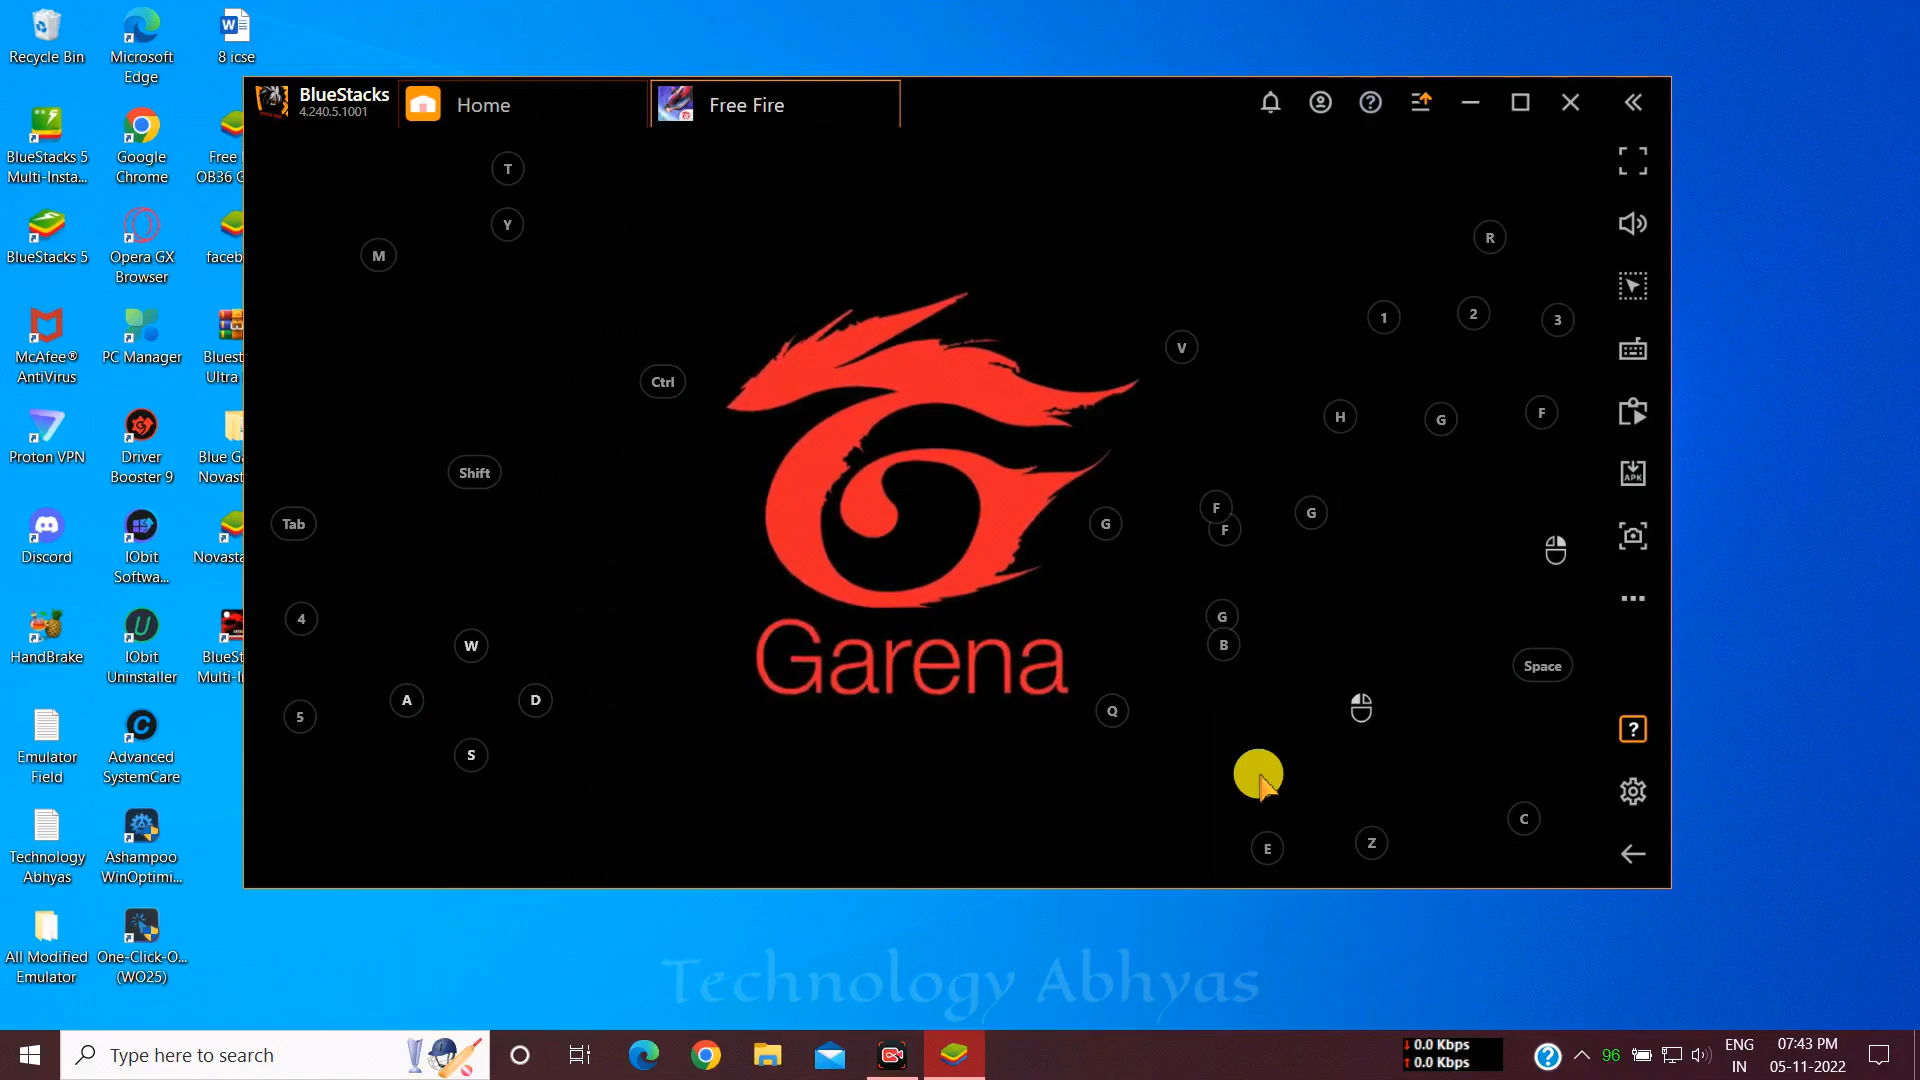 Recycle Bin
Microsoft
Edge
8 icse
BlueStacks 5
Multi-Insta...
Google
Chrome
Free
OB36 G
BlueStacks 5
Opera GX
Browser
faceb
McAfee®
AntiVirus
PC Manager
Bluest
Ultra
Proton VPN
Driver
Booster 9
Blue Ga
Novast
Discord
IObit
Softwa...
Novasta
HandBrake
IObit
Uninstaller
BlueSt
Multi-I
Emulator
Field
Advanced
SystemCare
Technology
Abhyas
Ashampoo
WinOptimi...
All Modified
Emulator
One-Click-O...
(WO25)
BlueStacks
4.240.5.1001
Home
Free Fire
T
Y
M
R
1
2
3
V
Ctrl
H
G
F
Shift
Tab
G
F
F
G
4
W
G
B
Space
A
D
5
Q
S
E
Z
C
APK
?
Garena
Technology Abhyas
Type here to search
0.0 Kbps
0.0 Kbps
?
96
ENG
IN
07:43 PM
05-11-2022